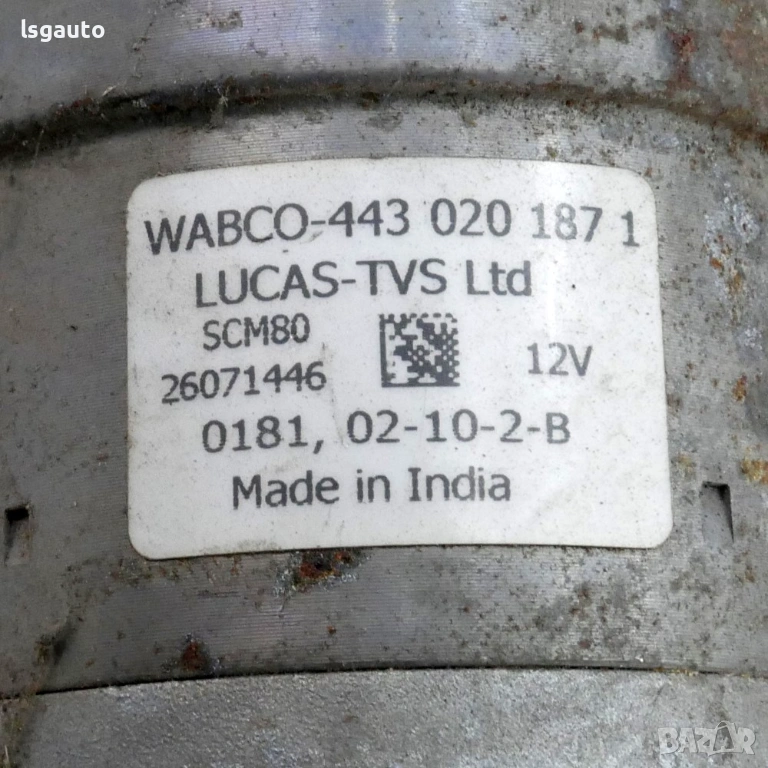 lsgauto
WABCO-443 020 187 1
LUCAS-TVS Ltd
SCM80
26071446
12V
0181, 02-10-2-B
Made in India
BAZAR